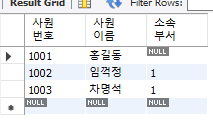 Result Grid Filter Rows:
사원 사원 소속
번호 이름 부서
1001 홍길동 NULL
1002 임꺽정 1
1003 차명석 1
NULL NULL NULL